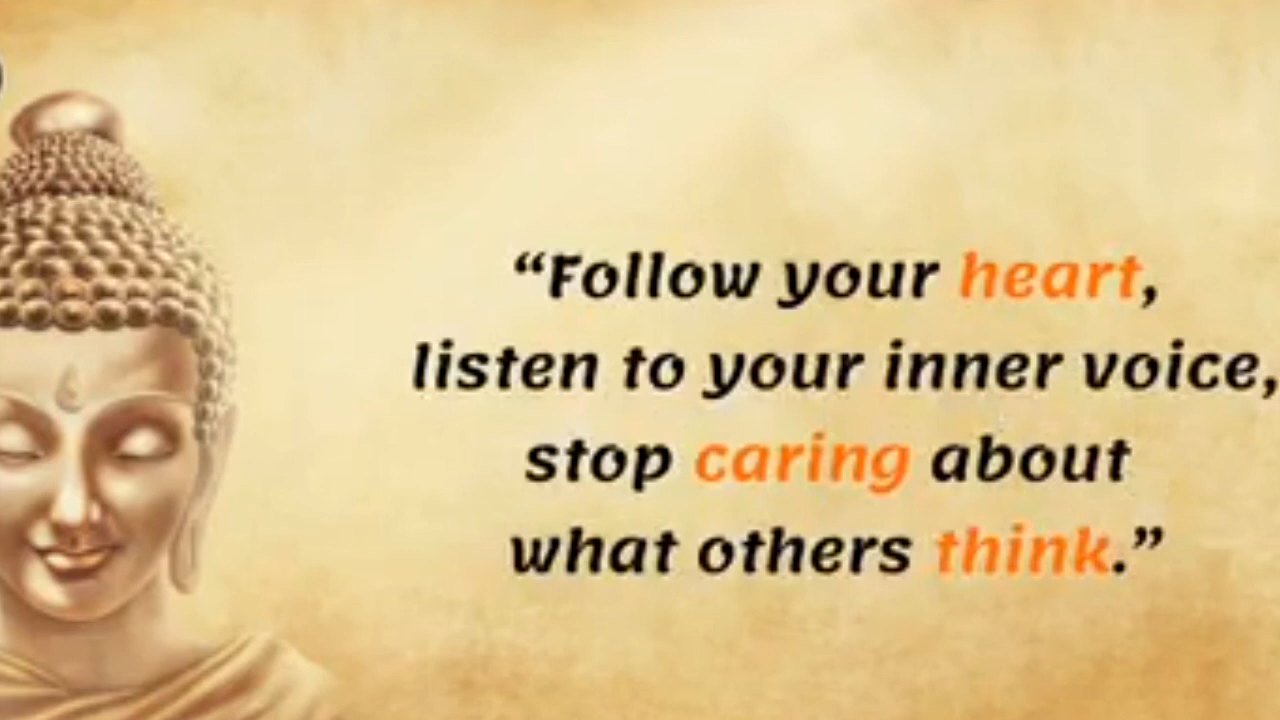 “Follow your heart,
listen to your inner voice,
stop caring about
what others think.”